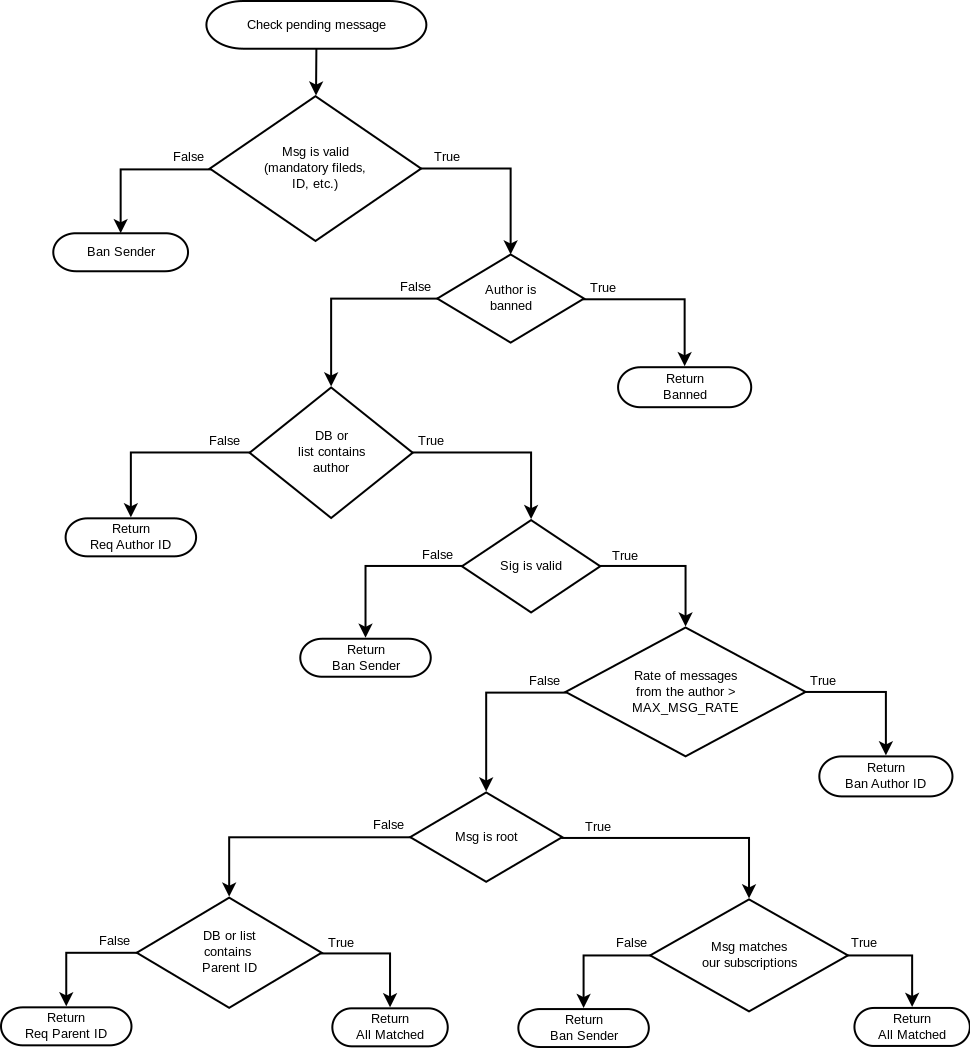 Check pending message
Msg is valid
(mandatory fileds,
ID, etc.)
False
True
Ban Sender
Author is
banned
False
True
Return
Banned
DB or
list contains
author
False
True
Return
Req Author ID
Sig is valid
False
True
Return
Ban Sender
Rate of messages
from the author >
MAX_MSG_RATE
False
True
Return
Ban Author ID
Msg is root
False
True
DB or list
contains
Parent ID
False
True
Return
Req Parent ID
Return
All Matched
Msg matches
our subscriptions
False
True
Return
Ban Sender
Return
All Matched